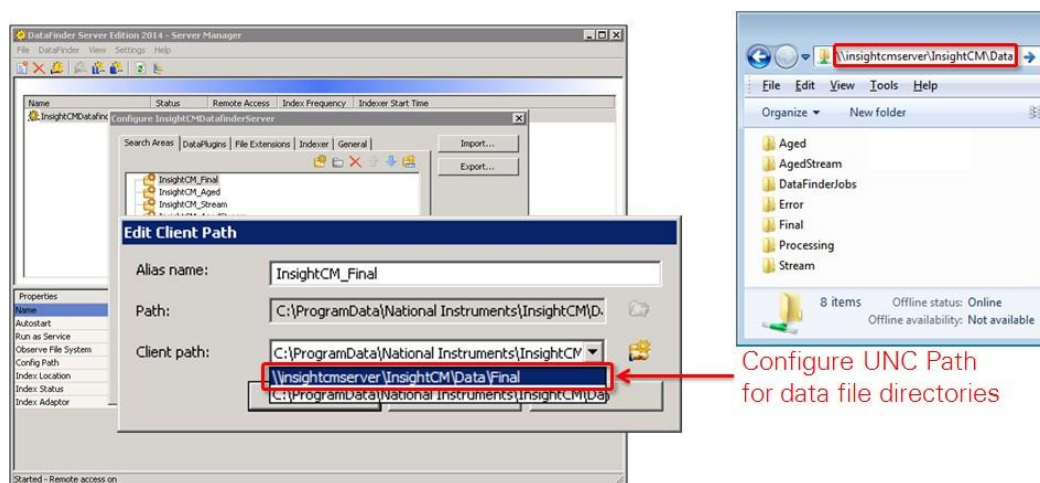 DataFinder Server Edition 2014 - Server Manager
File DataFinder View Settings Help
Name Status Remote Access Index Frequency Indexer Start Time
InsightCMDatafinc
Configure InsightCMDatafinderServer
Search Areas DataPlugins File Extensions Indexer General
Import...
Export...
InsightCM_Final
InsightCM_Aged
InsightCM_Stream
Edit Client Path
Alias name: InsightCM_Final
Path: C:\ProgramData\National Instruments\InsightCM\D
Client path: C:\ProgramData\National Instruments\InsightCM
\\insightcmserver\InsightCM\Data\Final
C:\ProgramData\National Instruments\InsightCM\Da
Properties
Name
Autostart
Run as Service
Observe File System
Config Path
Index Location
Index Status
Index Adaptor
Started - Remote access on
\\insightcmserver\InsightCM\Data
File Edit View Tools Help
Organize New folder
Aged
AgedStream
DataFinderJobs
Error
Final
Processing
Stream
8 items Offline status: Online
Offline availability: Not available
Configure UNC Path
for data file directories